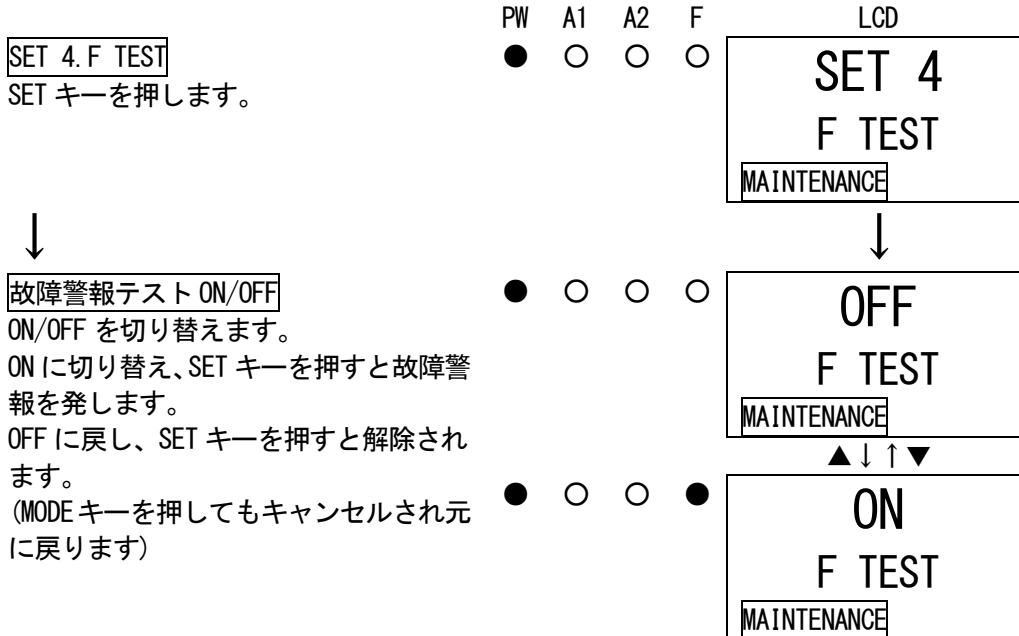 PW A1 A2 F LCD
SET 4.F TEST
● ○ ○ ○
SET キーを押します。
SET 4
F TEST
MAINTENANCE
↓ ↓
故障警報テスト ON/OFF
● ○ ○ ○
ON/OFF を切り替えます。
ON に切り替え、SET キーを押すと故障警
報を発します。
OFF に戻し、SET キーを押すと解除され
ます。
(MODE キーを押してもキャンセルされ元
に戻ります)
OFF
F TEST
MAINTENANCE
▲↓↑▼
● ○ ○ ●
ON
F TEST
MAINTENANCE